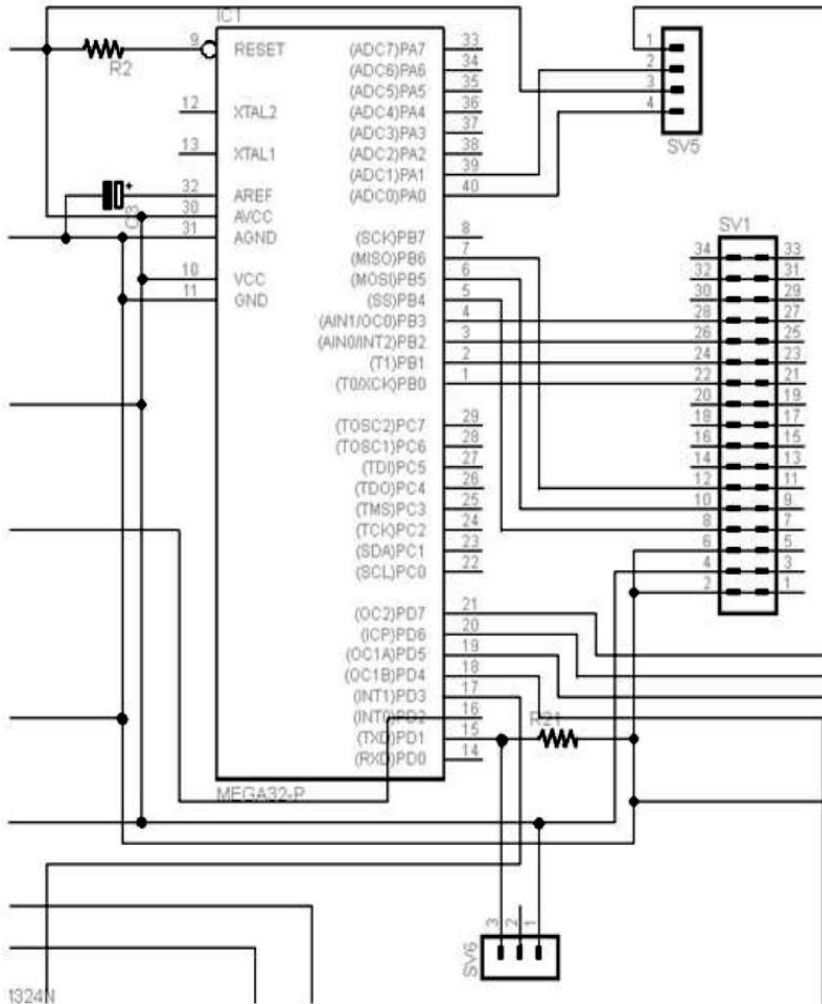 IC1
9 RESET
R2
12 XTAL2
13 XTAL1
32 AREF
C3 +
30 AVCC
31 AGND
10 VCC
11 GND
(ADC7)PA7 33
(ADC6)PA6 34
(ADC5)PA5 35
(ADC4)PA4 36
(ADC3)PA3 37
(ADC2)PA2 38
(ADC1)PA1 39
(ADC0)PA0 40
(SCK)PB7 8
(MISO)PB6 7
(MOSI)PB5 6
(SS)PB4 5
(AIN1/OC0)PB3 4
(AIN0/INT2)PB2 3
(T1)PB1 2
(T0/XCK)PB0 1
(TOSC2)PC7 29
(TOSC1)PC6 28
(TDI)PC5 27
(TDO)PC4 26
(TMS)PC3 25
(TCK)PC2 24
(SDA)PC1 23
(SCL)PC0 22
(OC2)PD7 21
(ICP)PD6 20
(OC1A)PD5 19
(OC1B)PD4 18
(INT1)PD3 17
(INT0)PD2 16
(TXD)PD1 15
(RXD)PD0 14
MEGA32-P
R21
1
2
3
4
SV5
SV1
34 33
32 31
30 29
28 27
26 25
24 23
22 21
20 19
18 17
16 15
14 13
12 11
10 9
8 7
6 5
4 3
2 1
3 2 1
SV6
1324N